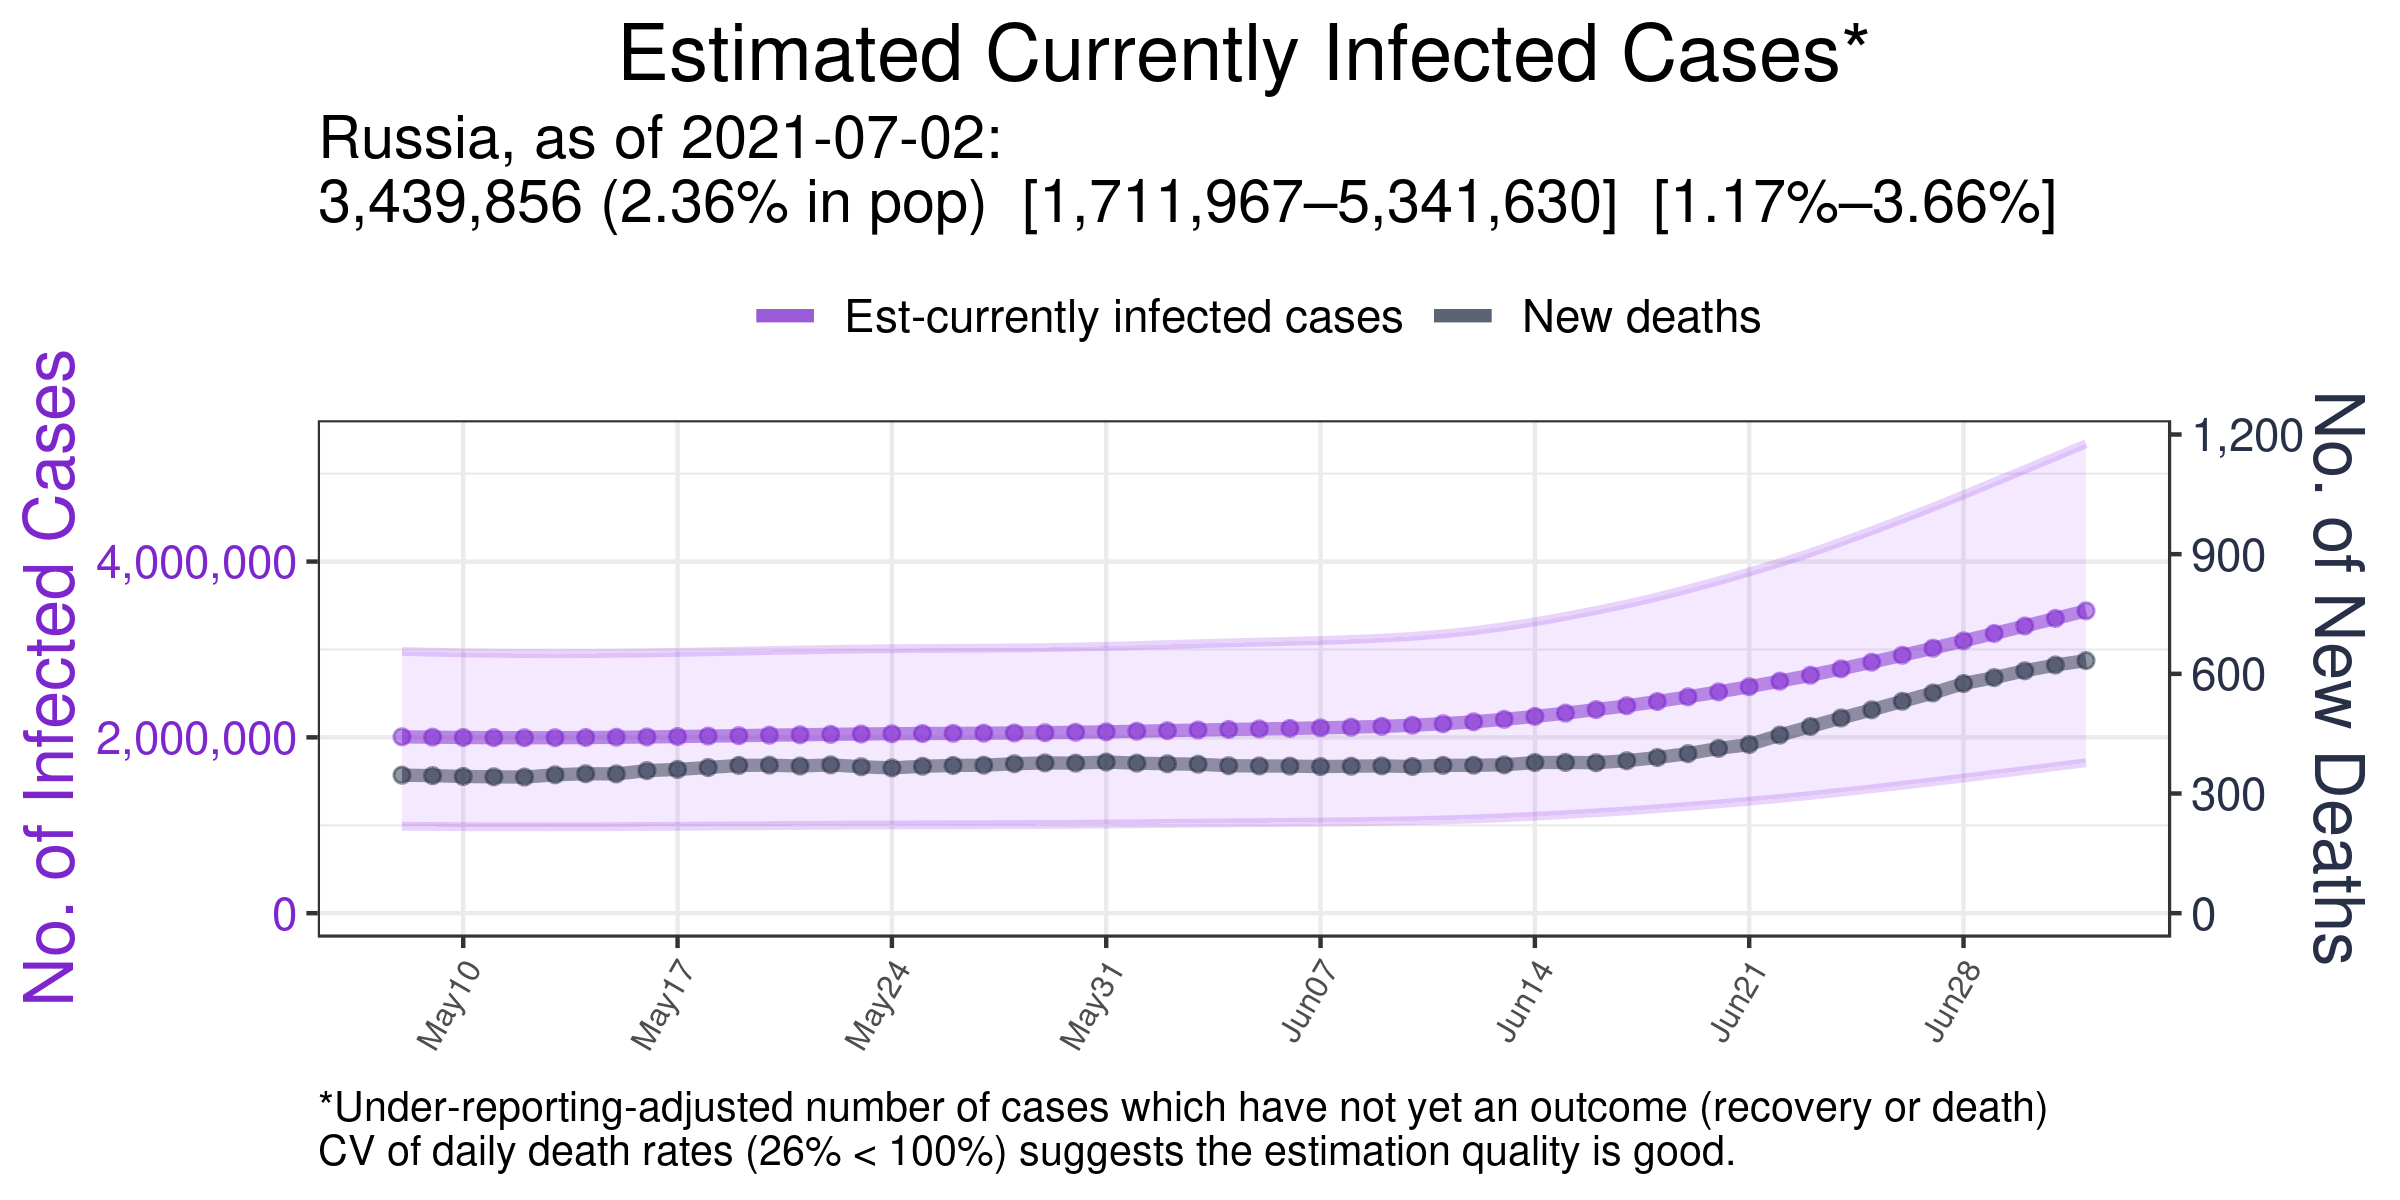 Estimated Currently Infected Cases*
Russia, as of 2021-07-02:
3,439,856 (2.36% in pop)  [1,711,967–5,341,630]  [1.17%–3.66%]
Est-currently infected cases
New deaths
No. of Infected Cases
4,000,000
2,000,000
0
1,200
900
600
300
0
No. of New Deaths
May10
May17
May24
May31
Jun07
Jun14
Jun21
Jun28
*Under-reporting-adjusted number of cases which have not yet an outcome (recovery or death)
CV of daily death rates (26% < 100%) suggests the estimation quality is good.